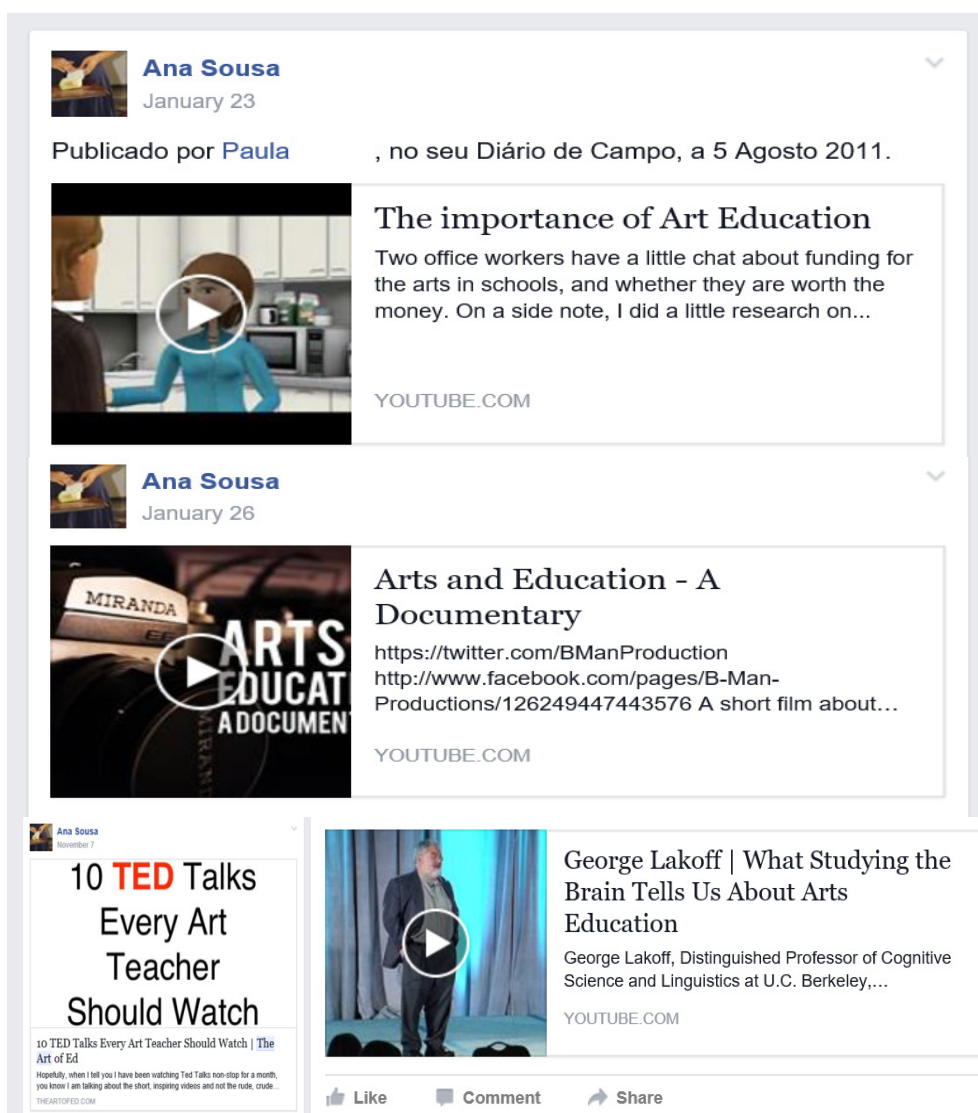 Ana Sousa
January 23
Publicado por Paula , no seu Diário de Campo, a 5 Agosto 2011.
The importance of Art Education
Two office workers have a little chat about funding for
the arts in schools, and whether they are worth the
money. On a side note, I did a little research on...
YOUTUBE.COM
Ana Sousa
January 26
MIRANDA
EE
ARTS
EDUCAT
A DOCUMEN
MIRAND
Arts and Education - A
Documentary
https://twitter.com/BManProduction
http://www.facebook.com/pages/B-Man-
Productions/126249447443576 A short film about...
YOUTUBE.COM
Ana Sousa
November 7
10 TED Talks
Every Art
Teacher
Should Watch
10 TED Talks Every Art Teacher Should Watch | The
Art of Ed
Hopefully, when I tell you I have been watching Ted Talks non-stop for a month,
you know I am talking about the short, inspiring videos and not the rude, crude...
THEARTOFED.COM
George Lakoff | What Studying the
Brain Tells Us About Arts
Education
George Lakoff, Distinguished Professor of Cognitive
Science and Linguistics at U.C. Berkeley,...
YOUTUBE.COM
Like Comment Share